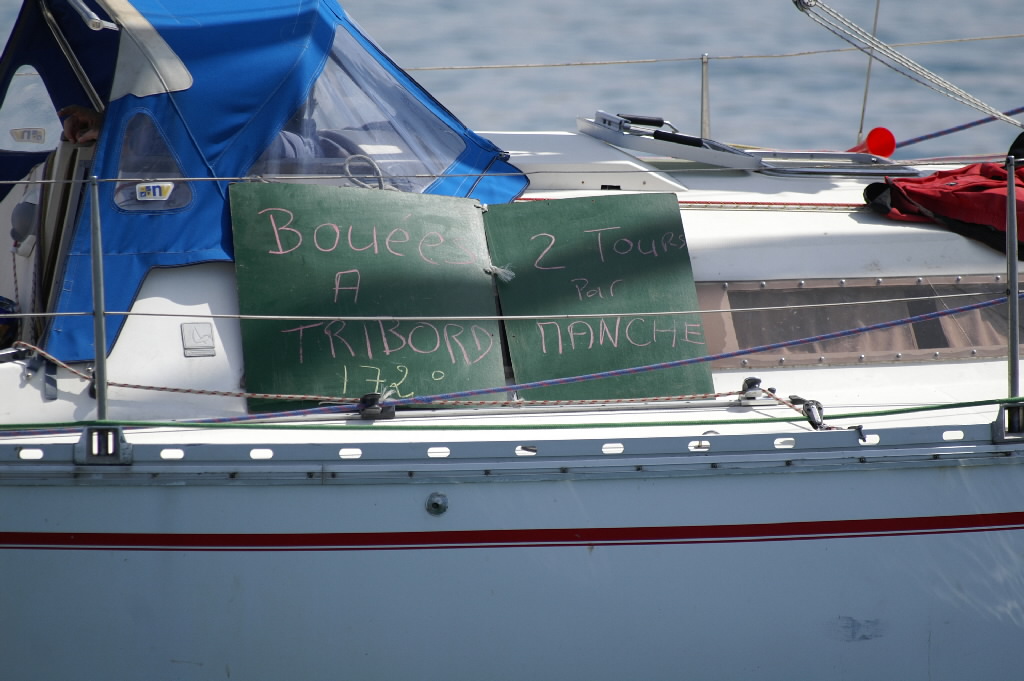 Bouée
A
TRIBORD
172°
2 Tours
Par
MANCHE